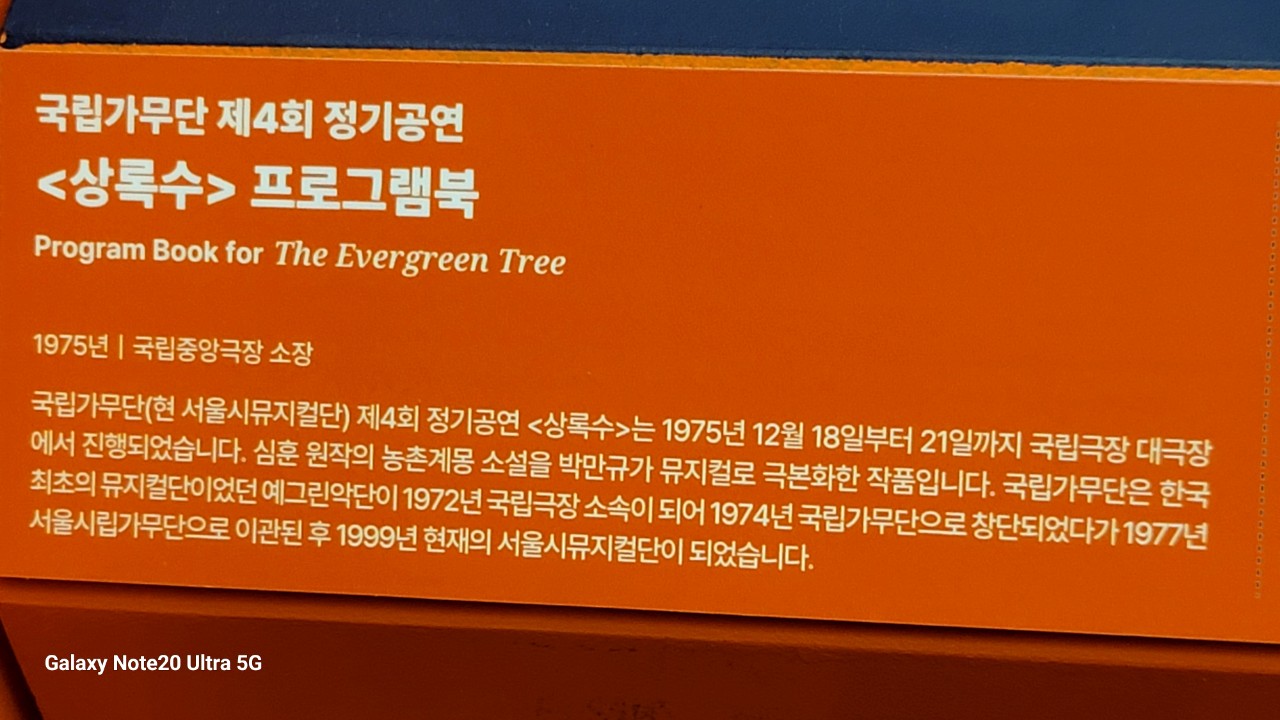 국립가무단 제4회 정기공연
<상록수> 프로그램북
Program Book for The Evergreen Tree
1975년 | 국립중앙극장 소장
국립가무단(현 서울시뮤지컬단) 제4회 정기공연 <상록수>는 1975년 12월 18일부터 21일까지 국립극장 대극장
에서 진행되었습니다. 심훈 원작의 농촌계몽 소설을 박만규가 뮤지컬로 극본화한 작품입니다. 국립가무단은 한국
최초의 뮤지컬단이었던 예그린악단이 1972년 국립극장 소속이 되어 1974년 국립가무단으로 창단되었다가 1977년
서울시립가무단으로 이관된 후 1999년 현재의 서울시뮤지컬단이 되었습니다.
Galaxy Note20 Ultra 5G